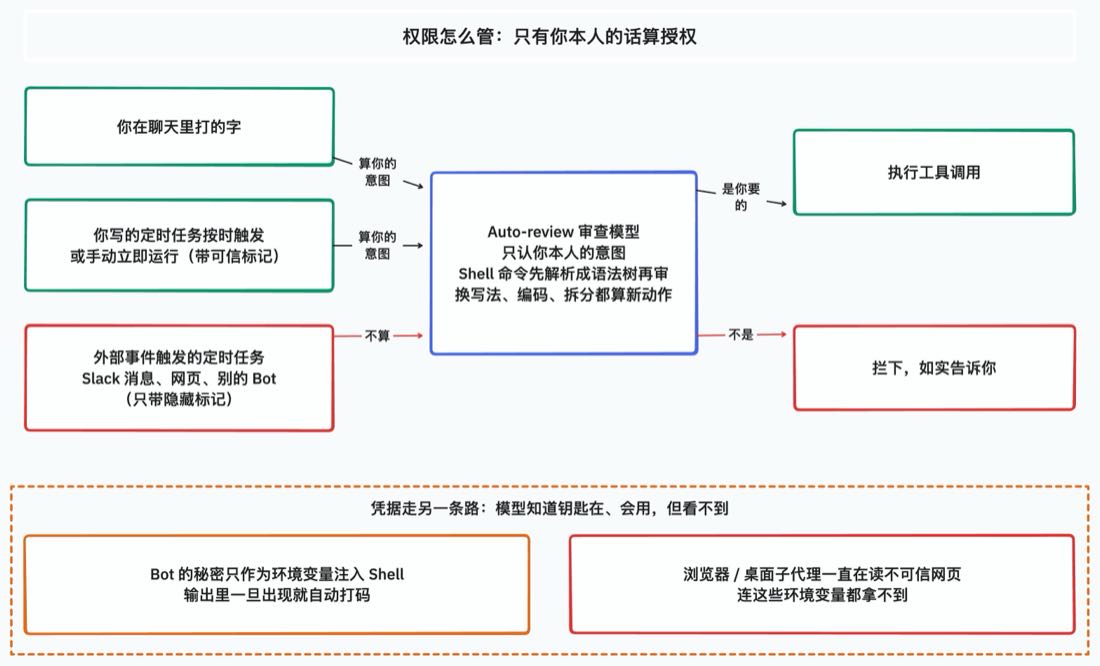 权限怎么管：只有你本人的话算授权
你在聊天里打的字
算你的
意图
你写的定时任务按时触发
或手动立即运行（带可信标记）
算你的
意图
外部事件触发的定时任务
Slack 消息、网页、别的 Bot
（只带隐藏标记）
不算
Auto-review 审查模型
只认你本人的意图
Shell 命令先解析成语法树再审
换写法、编码、拆分都算新动作
是你要
的
执行工具调用
不是
拦下，如实告诉你
凭据走另一条路：模型知道钥匙在、会用，但看不到
Bot 的秘密只作为环境变量注入 Shell
输出里一旦出现就自动打码
浏览器 / 桌面子代理一直在读不可信网页
连这些环境变量都拿不到